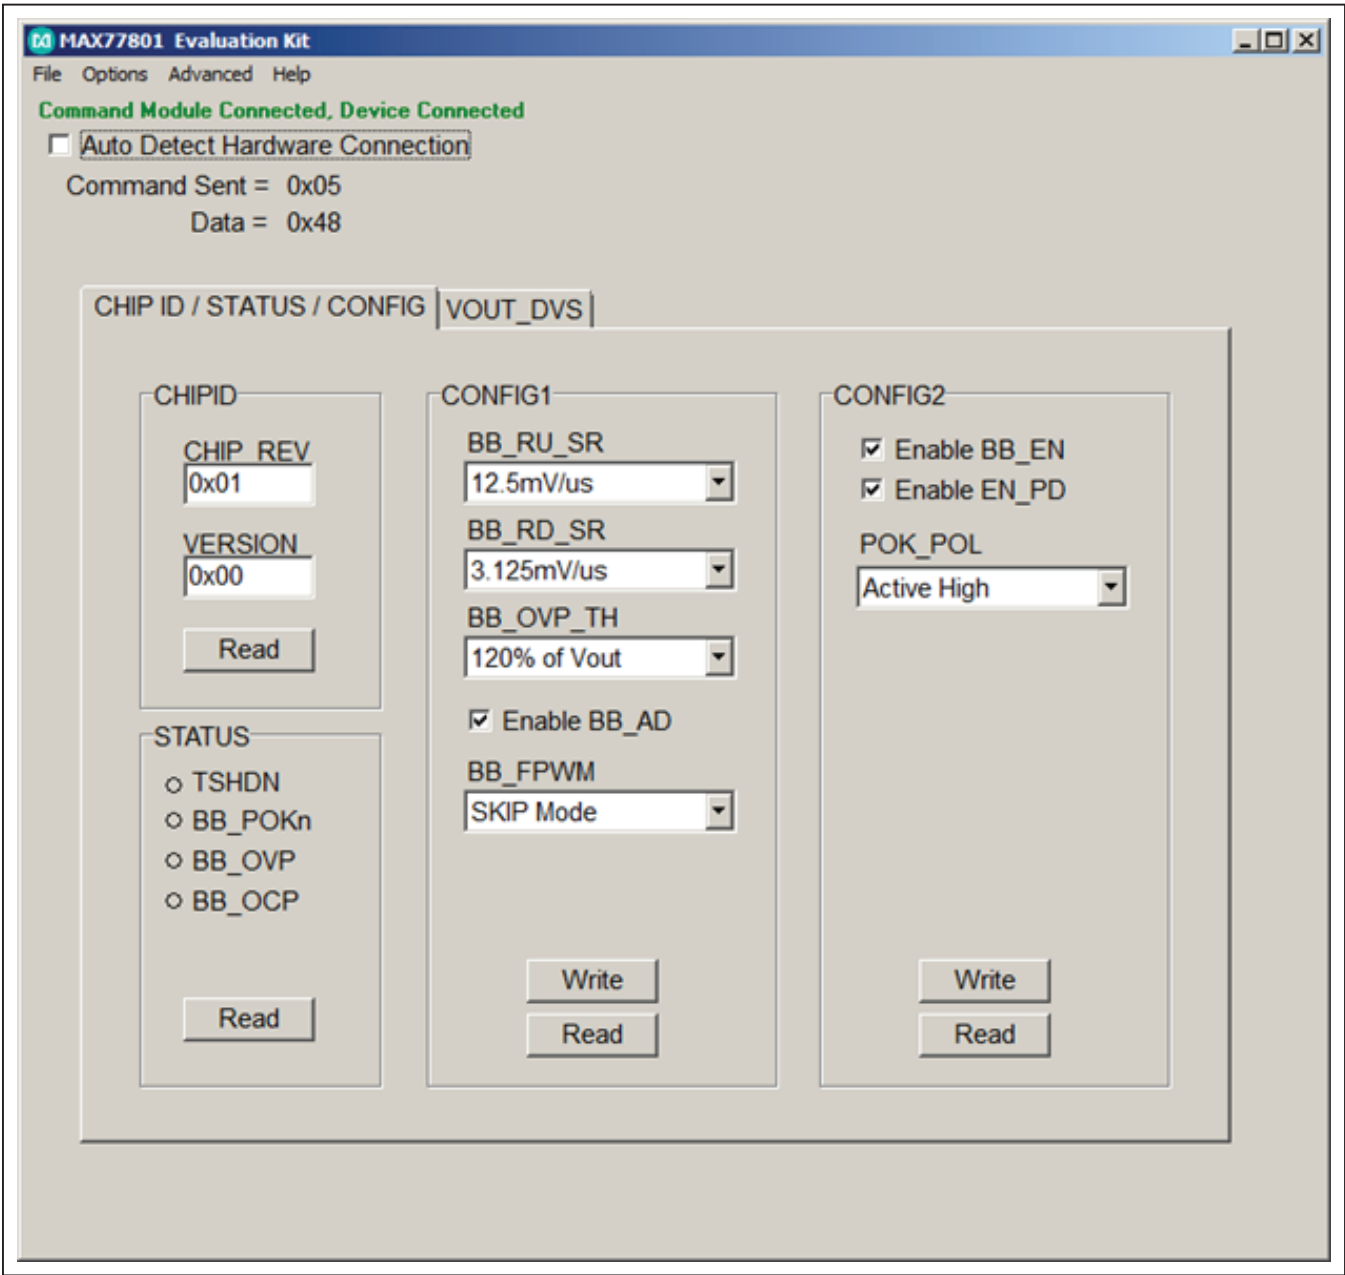 MAX77801 Evaluation Kit
File Options Advanced Help
Command Module Connected, Device Connected
Auto Detect Hardware Connection
Command Sent = 0x05
Data = 0x48
CHIP ID / STATUS / CONFIG VOUT_DVS
CHIPID
CHIP_REV
0x01
VERSION
0x00
Read
STATUS
TSHDN
BB_POKn
BB_OVP
BB_OCP
Read
CONFIG1
BB_RU_SR
12.5mV/us
BB_RD_SR
3.125mV/us
BB_OVP_TH
120% of Vout
Enable BB_AD
BB_FPWM
SKIP Mode
Write
Read
CONFIG2
Enable BB_EN
Enable EN_PD
POK_POL
Active High
Write
Read